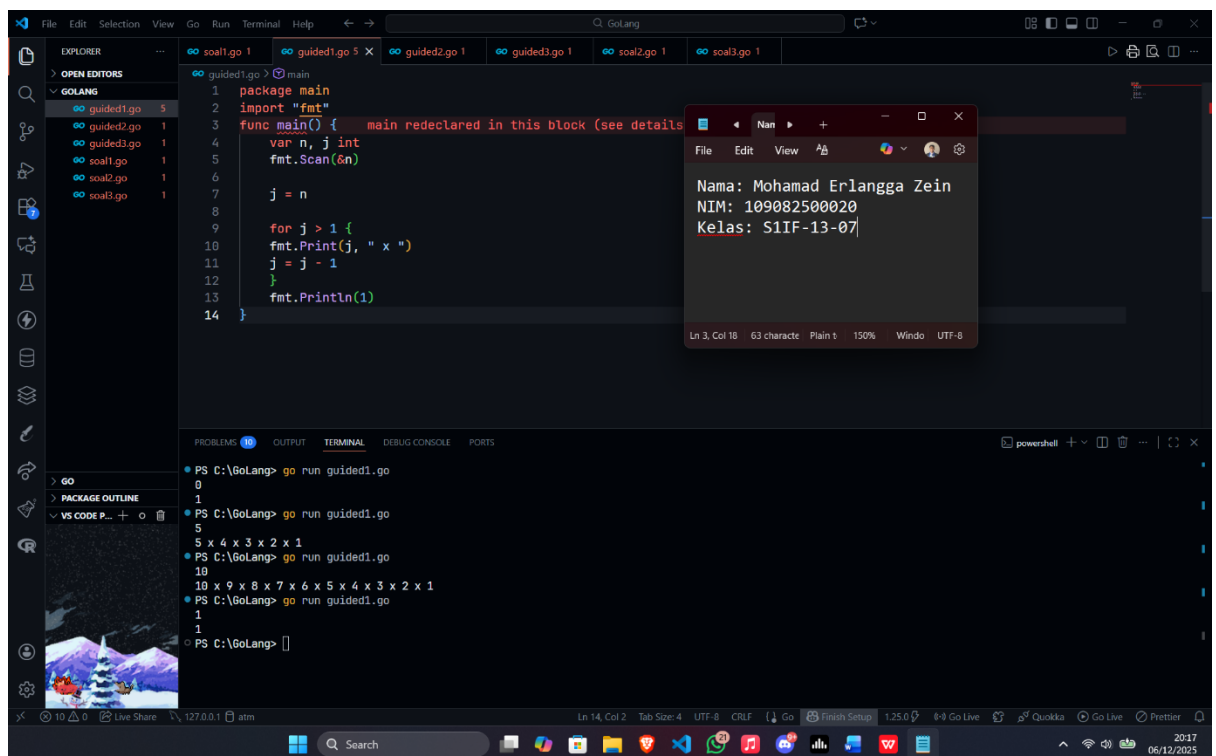 File Edit Selection View Go Run Terminal Help
GoLang
EXPLORER
OPEN EDITORS
GOLANG
guided1.go 5
guided2.go 1
guided3.go 1
soal1.go 1
soal2.go 1
soal3.go 1
GO
PACKAGE OUTLINE
VS CODE P...
soal1.go 1 guided1.go 5 guided2.go 1 guided3.go 1 soal2.go 1 soal3.go 1
guided1.go > main
1 package main
2 import "fmt"
3 func main() { main redeclared in this block (see details
4 var n, j int
5 fmt.Scan(&n)
6
7 j = n
8
9 for j > 1 {
10 fmt.Print(j, " x ")
11 j = j - 1
12 }
13 fmt.Println(1)
14 }
Nan
File Edit View
Nama: Mohamad Erlangga Zein
NIM: 109082500020
Kelas: S1IF-13-07
Ln 3, Col 18 63 characte Plain t 150% Windo UTF-8
PROBLEMS 10 OUTPUT TERMINAL DEBUG CONSOLE PORTS
powershell
PS C:\GoLang> go run guided1.go
0
1
PS C:\GoLang> go run guided1.go
5
5 x 4 x 3 x 2 x 1
PS C:\GoLang> go run guided1.go
10
10 x 9 x 8 x 7 x 6 x 5 x 4 x 3 x 2 x 1
PS C:\GoLang> go run guided1.go
1
1
PS C:\GoLang>
10 0 Live Share 127.0.0.1 atm Ln 14, Col 2 Tab Size: 4 UTF-8 CRLF Go Finish Setup 1.25.0 Go Live Quokka Go Live Prettier
Search
20:17
06/12/2025